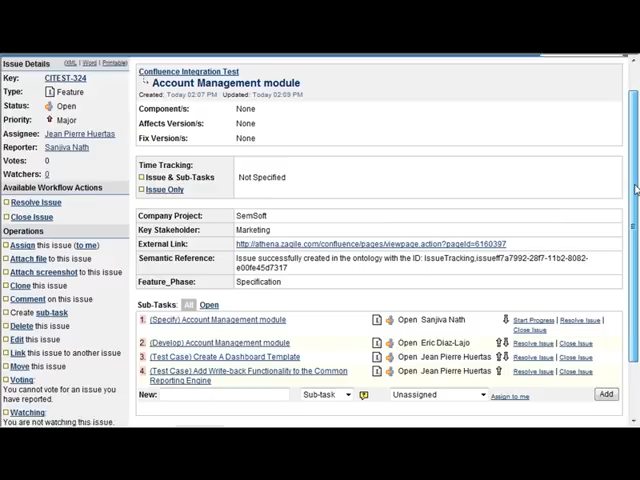 Issue Details
(XML | Word | Printable)
Key: CITEST-324
Type: Feature
Status: Open
Priority: Major
Assignee: Jean Pierre Huertas
Reporter: Sanjiva Nath
Votes: 0
Watchers: 0
Available Workflow Actions
Resolve Issue
Close Issue
Operations
Assign this issue (to me)
Attach file to this issue
Attach screenshot to this issue
Clone this issue
Comment on this issue
Create sub-task
Delete this issue
Edit this issue
Link this issue to another issue
Move this issue
Voting:
You cannot vote for an issue you
have reported.
Watching:
You are not watching this issue.
Confluence Integration Test
Account Management module
Created: Today 02:07 PM Updated: Today 02:09 PM
Component/s: None
Affects Version/s: None
Fix Version/s: None
Time Tracking:
Issue & Sub-Tasks
Issue Only
Not Specified
Company Project: SemSoft
Key Stakeholder: Marketing
External Link: http://athena.zagile.com/confluence/pages/viewpage.action?pageId=6160397
Semantic Reference: Issue successfully created in the ontology with the ID: IssueTracking,issueff7a7992-28f7-11b2-8082-
e00fe45d7317
Feature_Phase: Specification
Sub-Tasks: All Open
1. (Specify) Account Management module Open Sanjiva Nath Start Progress | Resolve Issue |
Close Issue
2. (Develop) Account Management module Open Eric Diaz-Lajo Resolve Issue | Close Issue
3. (Test Case) Create A Dashboard Template Open Jean Pierre Huertas Resolve Issue | Close Issue
4. (Test Case) Add Write-back Functionality to the Common Open Jean Pierre Huertas Resolve Issue | Close Issue
Reporting Engine
New: Sub-task Unassigned Assign to me Add